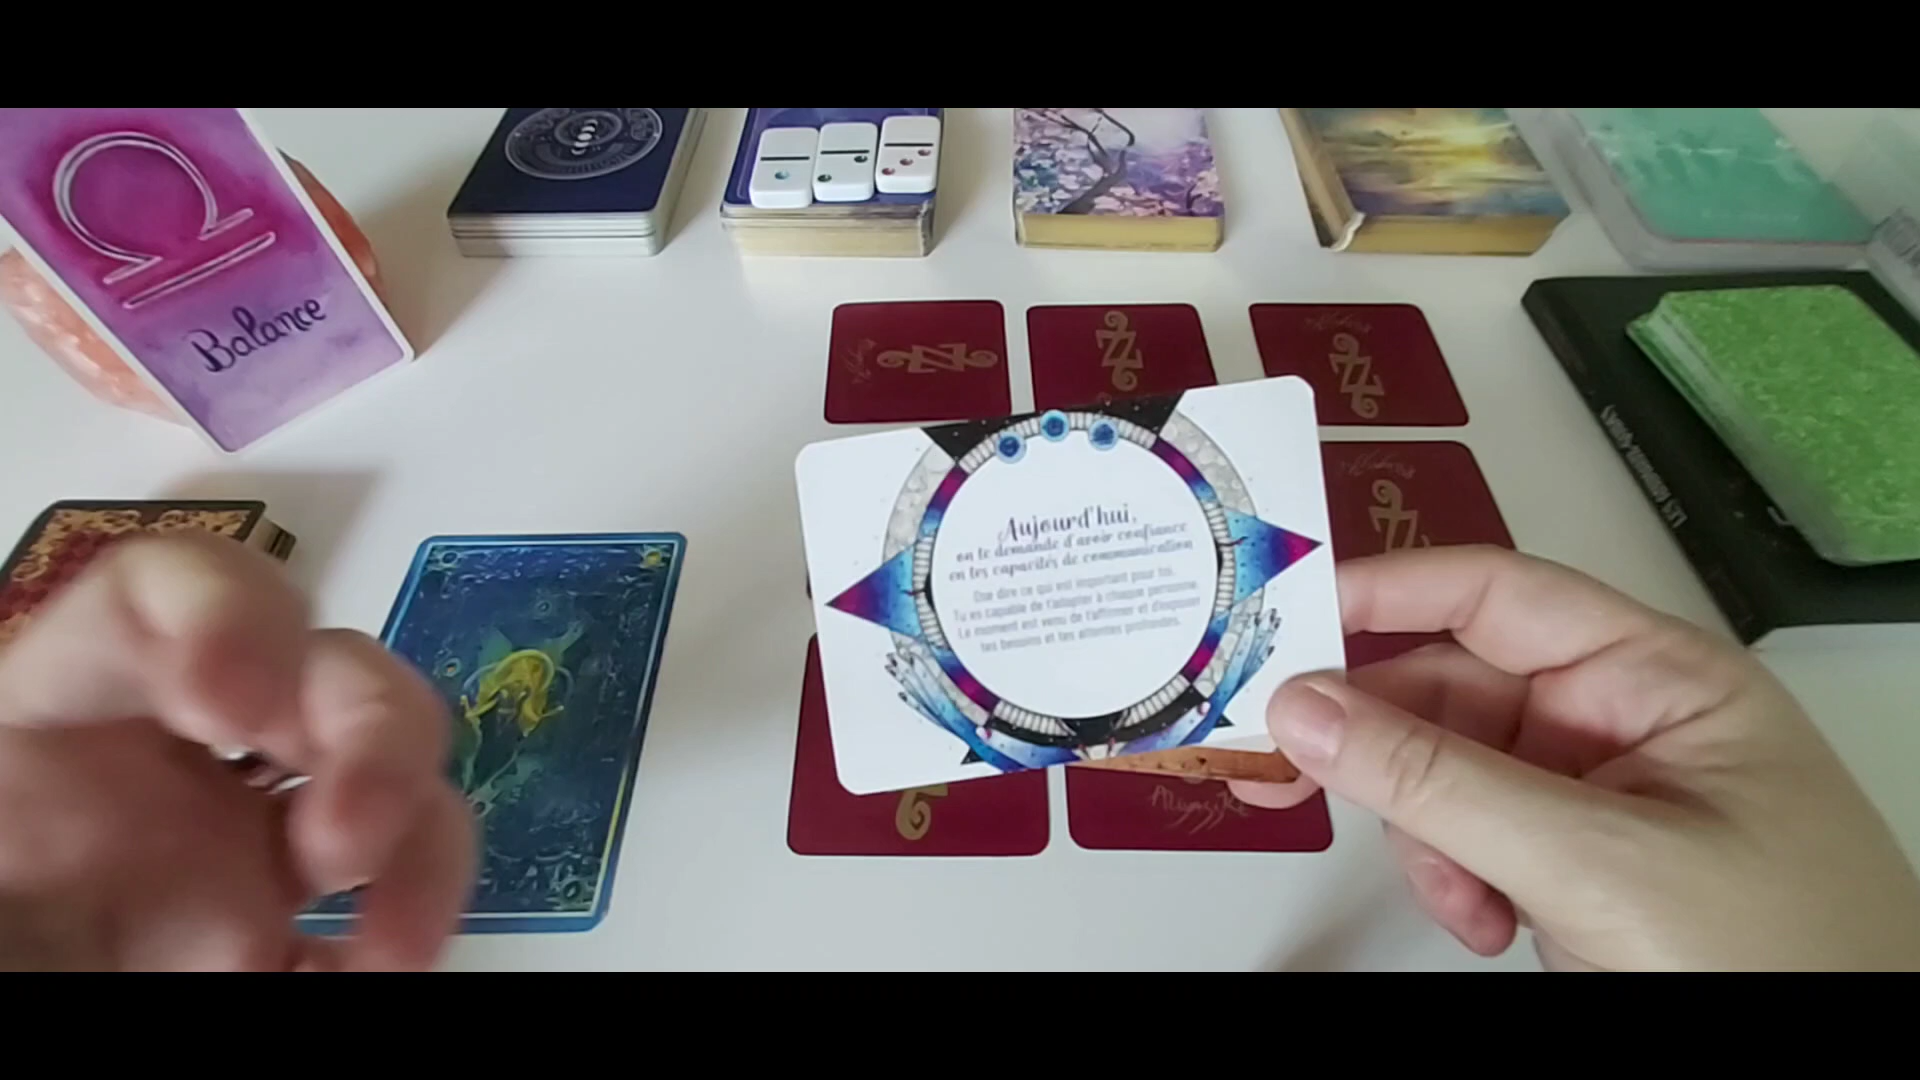 Balance
Aujourd'hui,
on te demande d'avoir confiance
en tes capacités de communication
Ose dire ce qui est important pour toi.
Tu es capable de t'adapter à chaque personne.
Le moment est venu de t'affirmer et d'exposer
tes besoins et tes attentes profondes.